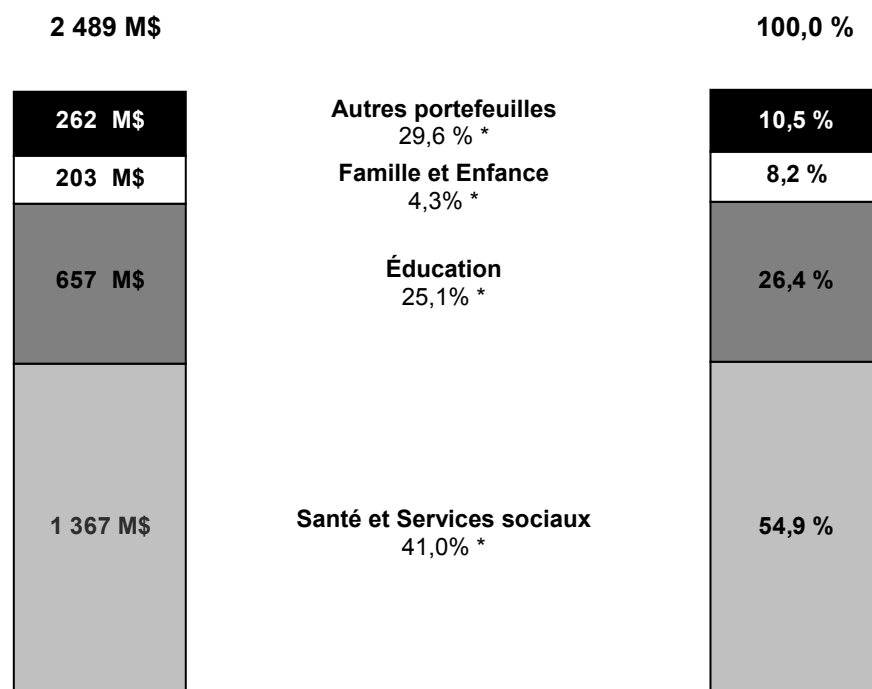 2 489 M$ 100,0 %
262 M$ Autres portefeuilles 10,5 %
29,6 % *
203 M$ Famille et Enfance 8,2 %
4,3% *
657 M$ Éducation 26,4 %
25,1% *
1 367 M$ Santé et Services sociaux 54,9 %
41,0% *